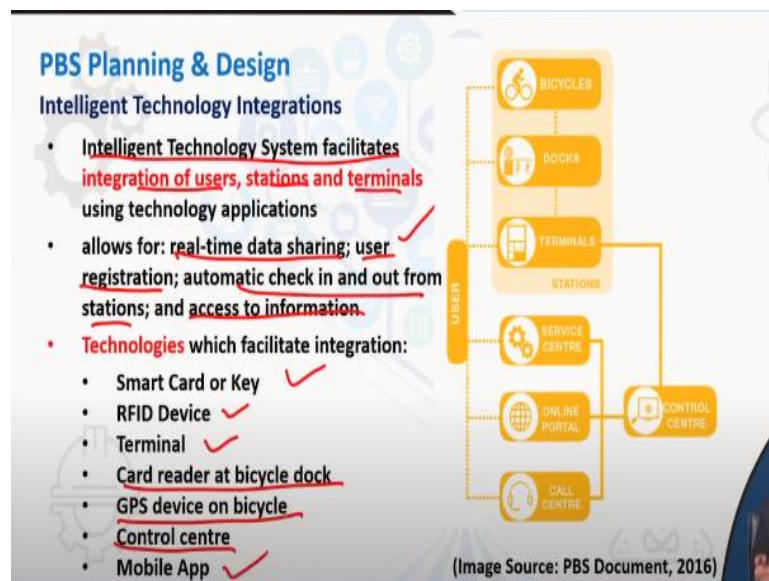 PBS Planning & Design
Intelligent Technology Integrations
• Intelligent Technology System facilitates
integration of users, stations and terminals
using technology applications
• allows for: real-time data sharing; user
registration; automatic check in and out from
stations; and access to information.
• Technologies which facilitate integration:
• Smart Card or Key
• RFID Device
• Terminal
• Card reader at bicycle dock
• GPS device on bicycle
• Control centre
• Mobile App
BICYCLES
DOCKS
TERMINALS
STATIONS
USER
SERVICE
CENTRE
ONLINE
PORTAL
CONTROL
CENTRE
CALL
CENTRE
(Image Source: PBS Document, 2016)